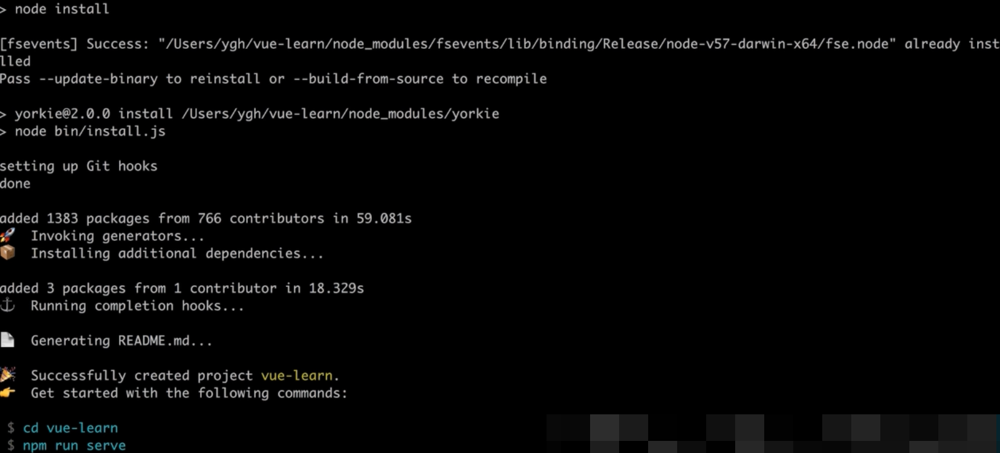 > node install
[fsevents] Success: "/Users/ygh/vue-learn/node_modules/fsevents/lib/binding/Release/node-v57-darwin-x64/fse.node" already inst
lled
Pass --update-binary to reinstall or --build-from-source to recompile
> yorkie@2.0.0 install /Users/ygh/vue-learn/node_modules/yorkie
> node bin/install.js
setting up Git hooks
done
added 1383 packages from 766 contributors in 59.081s
🚀 Invoking generators...
📦 Installing additional dependencies...
added 3 packages from 1 contributor in 18.329s
⚓ Running completion hooks...
📄 Generating README.md...
🎉 Successfully created project vue-learn.
👉 Get started with the following commands:
$ cd vue-learn
$ npm run serve